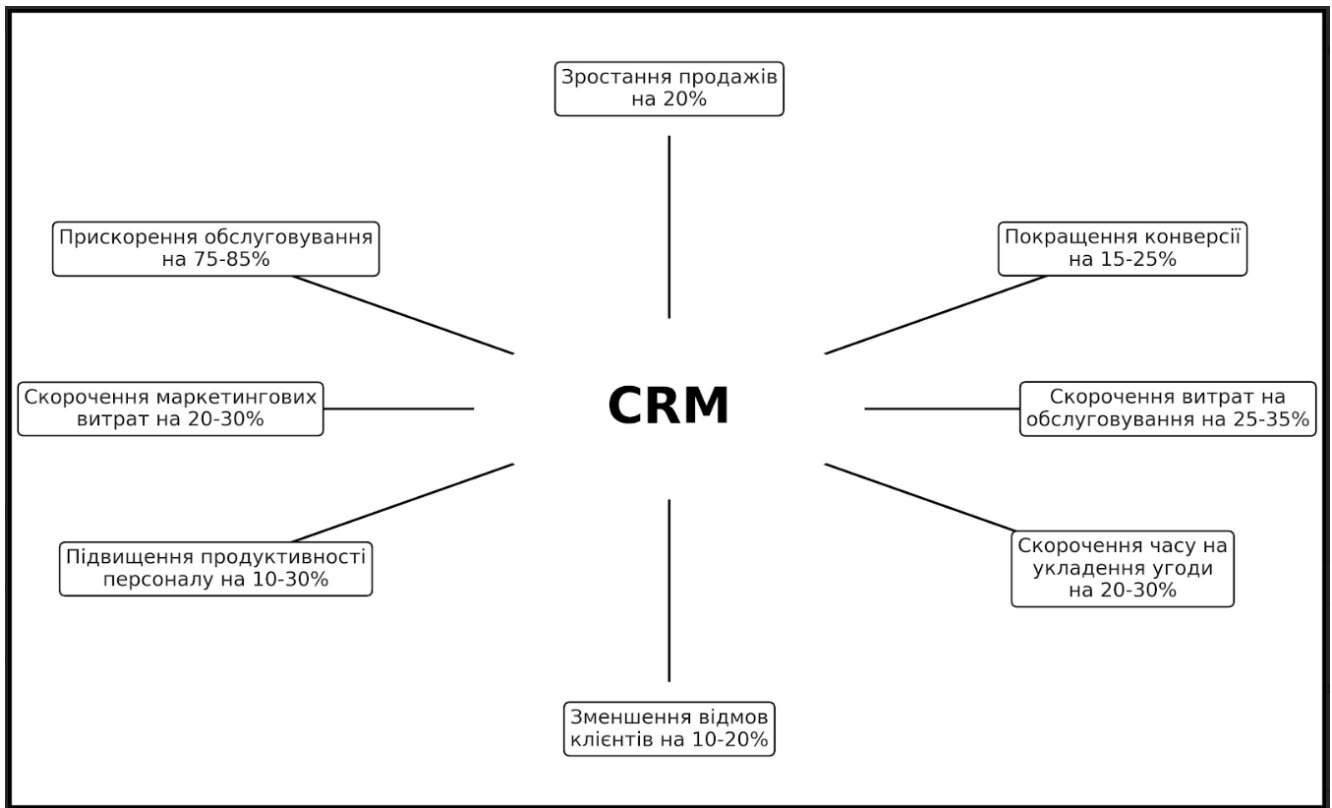 Зростання продажів
на 20%
Прискорення обслуговування
на 75-85%
Покращення конверсії
на 15-25%
Скорочення маркетингових
витрат на 20-30%
CRM
Скорочення витрат на
обслуговування на 25-35%
Підвищення продуктивності
персоналу на 10-30%
Скорочення часу на
укладення угоди
на 20-30%
Зменшення відмов
клієнтів на 10-20%